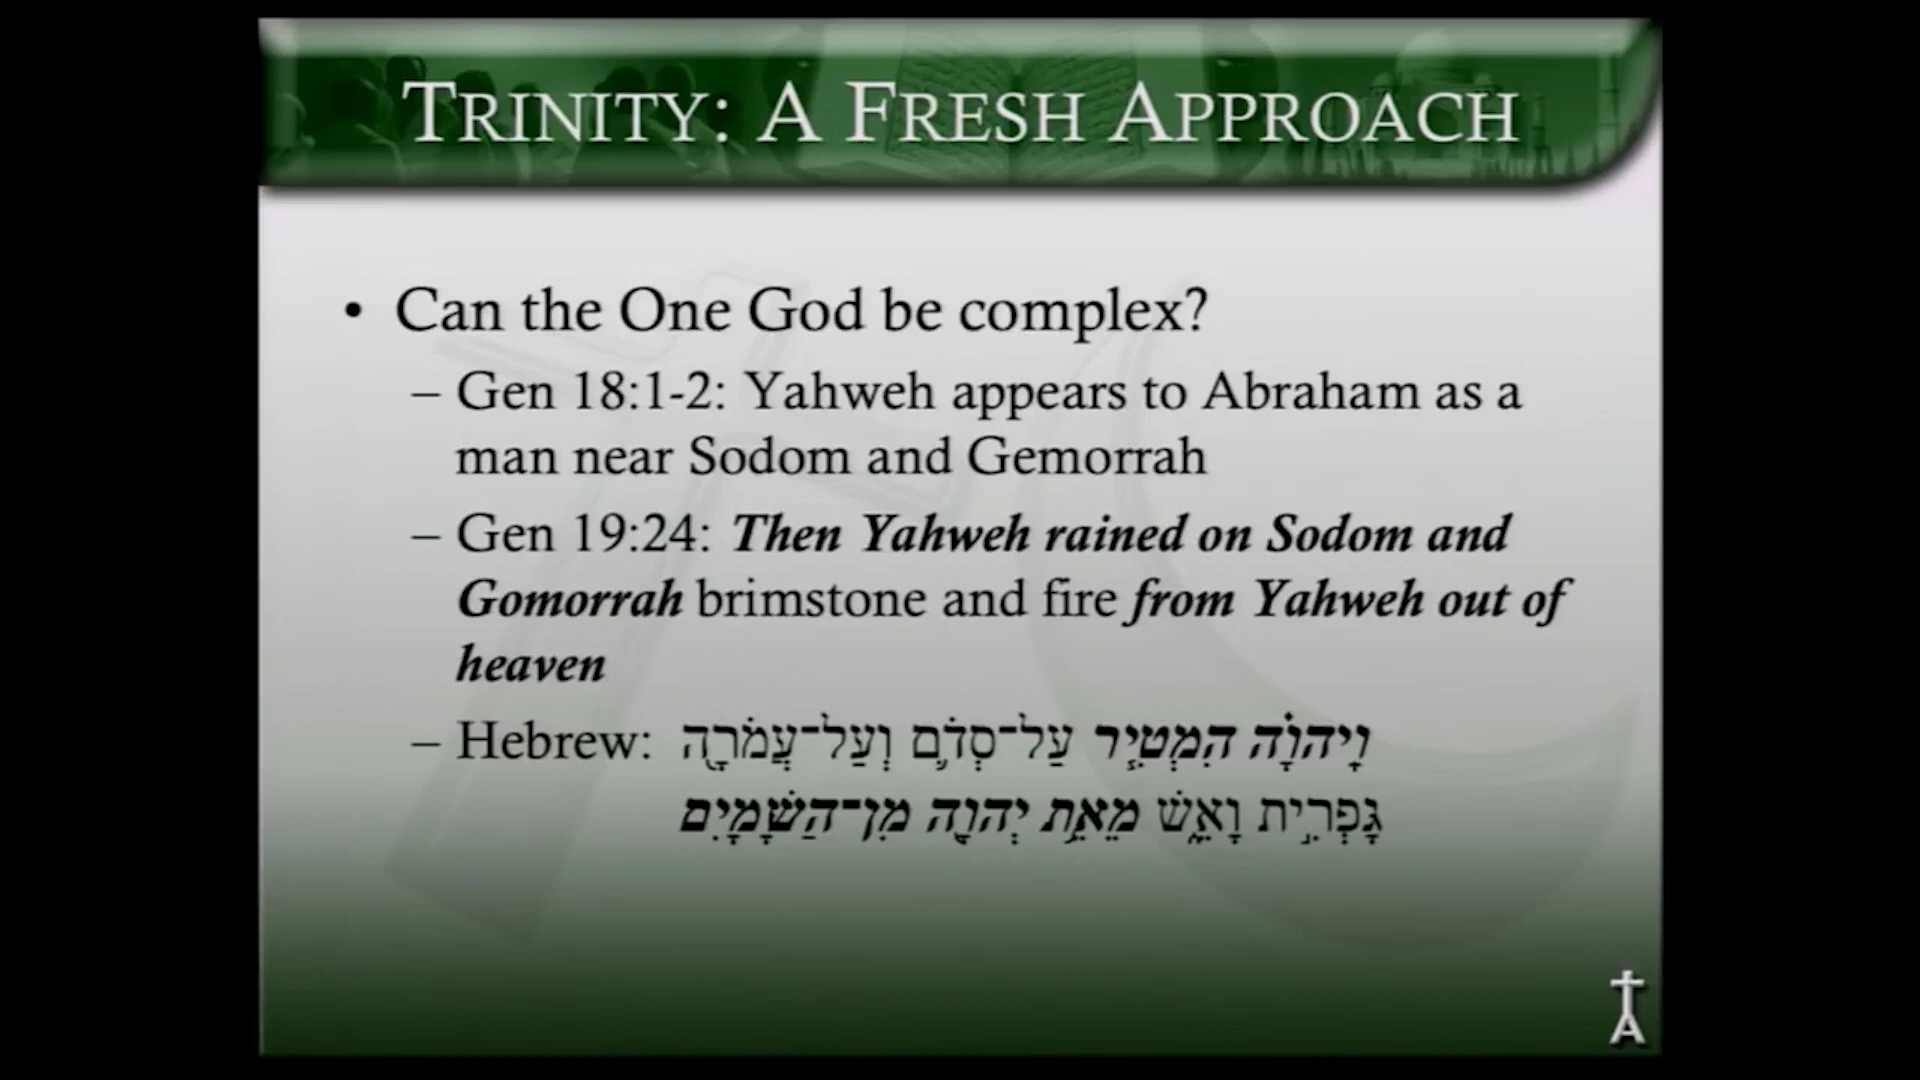 TRINITY: A FRESH APPROACH
• Can the One God be complex?
– Gen 18:1-2: Yahweh appears to Abraham as a
man near Sodom and Gemorrah
– Gen 19:24: Then Yahweh rained on Sodom and
Gomorrah brimstone and fire from Yahweh out of
heaven
– Hebrew: וַֽיהוָ֗ה הִמְטִ֧יר עַל־סְדֹ֛ם וְעַל־עֲמֹרָ֖ה
גׇּפְרִ֣ית וָאֵ֑שׁ מֵאֵ֥ת יְהוָ֖ה מִן־הַשָּׁמָֽיִם